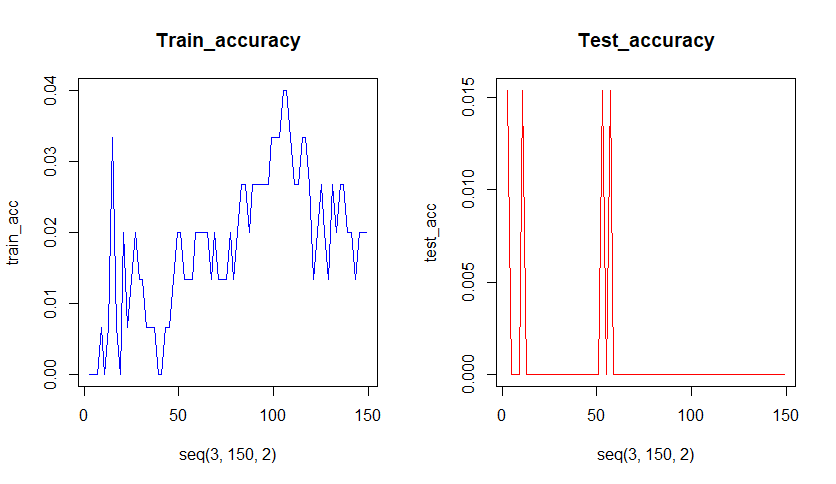 Train_accuracy
train_acc
0.00 0.01 0.02 0.03 0.04
0 50 100 150
seq(3, 150, 2)
Test_accuracy
test_acc
0.000 0.005 0.010 0.015
0 50 100 150
seq(3, 150, 2)